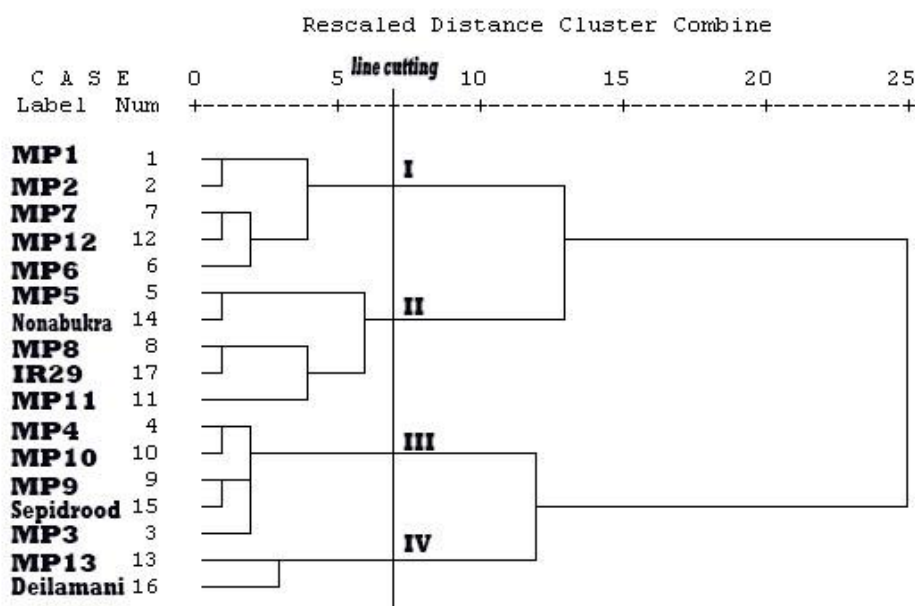 Rescaled Distance Cluster Combine
line cutting
C A S E 0 5 10 15 20 25
Label Num +---------+---------+---------+---------+---------+
MP1 1
I
MP2 2
MP7 7
MP12 12
MP6 6
MP5 5
II
Nonabukra 14
MP8 8
IR29 17
MP11 11
MP4 4
III
MP10 10
MP9 9
Sepidrood 15
MP3 3
IV
MP13 13
Deilamani 16